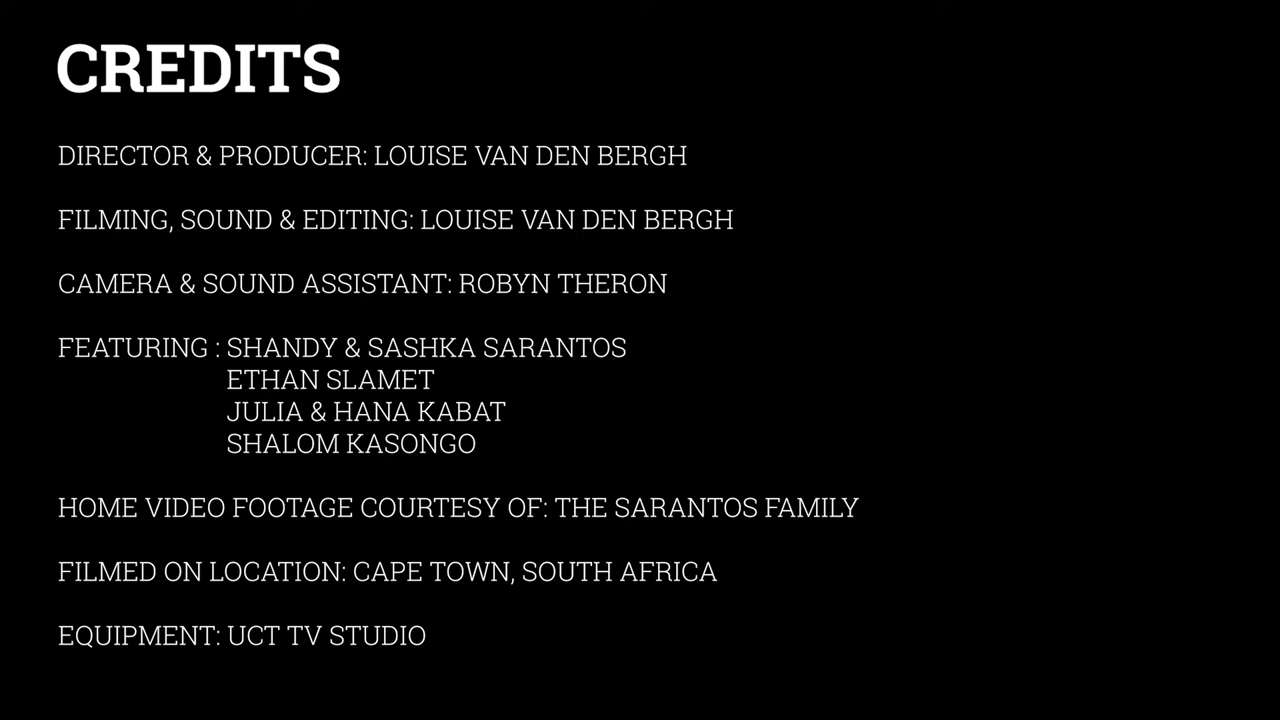 CREDITS
DIRECTOR & PRODUCER: LOUISE VAN DEN BERGH
FILMING, SOUND & EDITING: LOUISE VAN DEN BERGH
CAMERA & SOUND ASSISTANT: ROBYN THERON
FEATURING : SHANDY & SASHKA SARANTOS
ETHAN SLAMET
JULIA & HANA KABAT
SHALOM KASONGO
HOME VIDEO FOOTAGE COURTESY OF: THE SARANTOS FAMILY
FILMED ON LOCATION: CAPE TOWN, SOUTH AFRICA
EQUIPMENT: UCT TV STUDIO